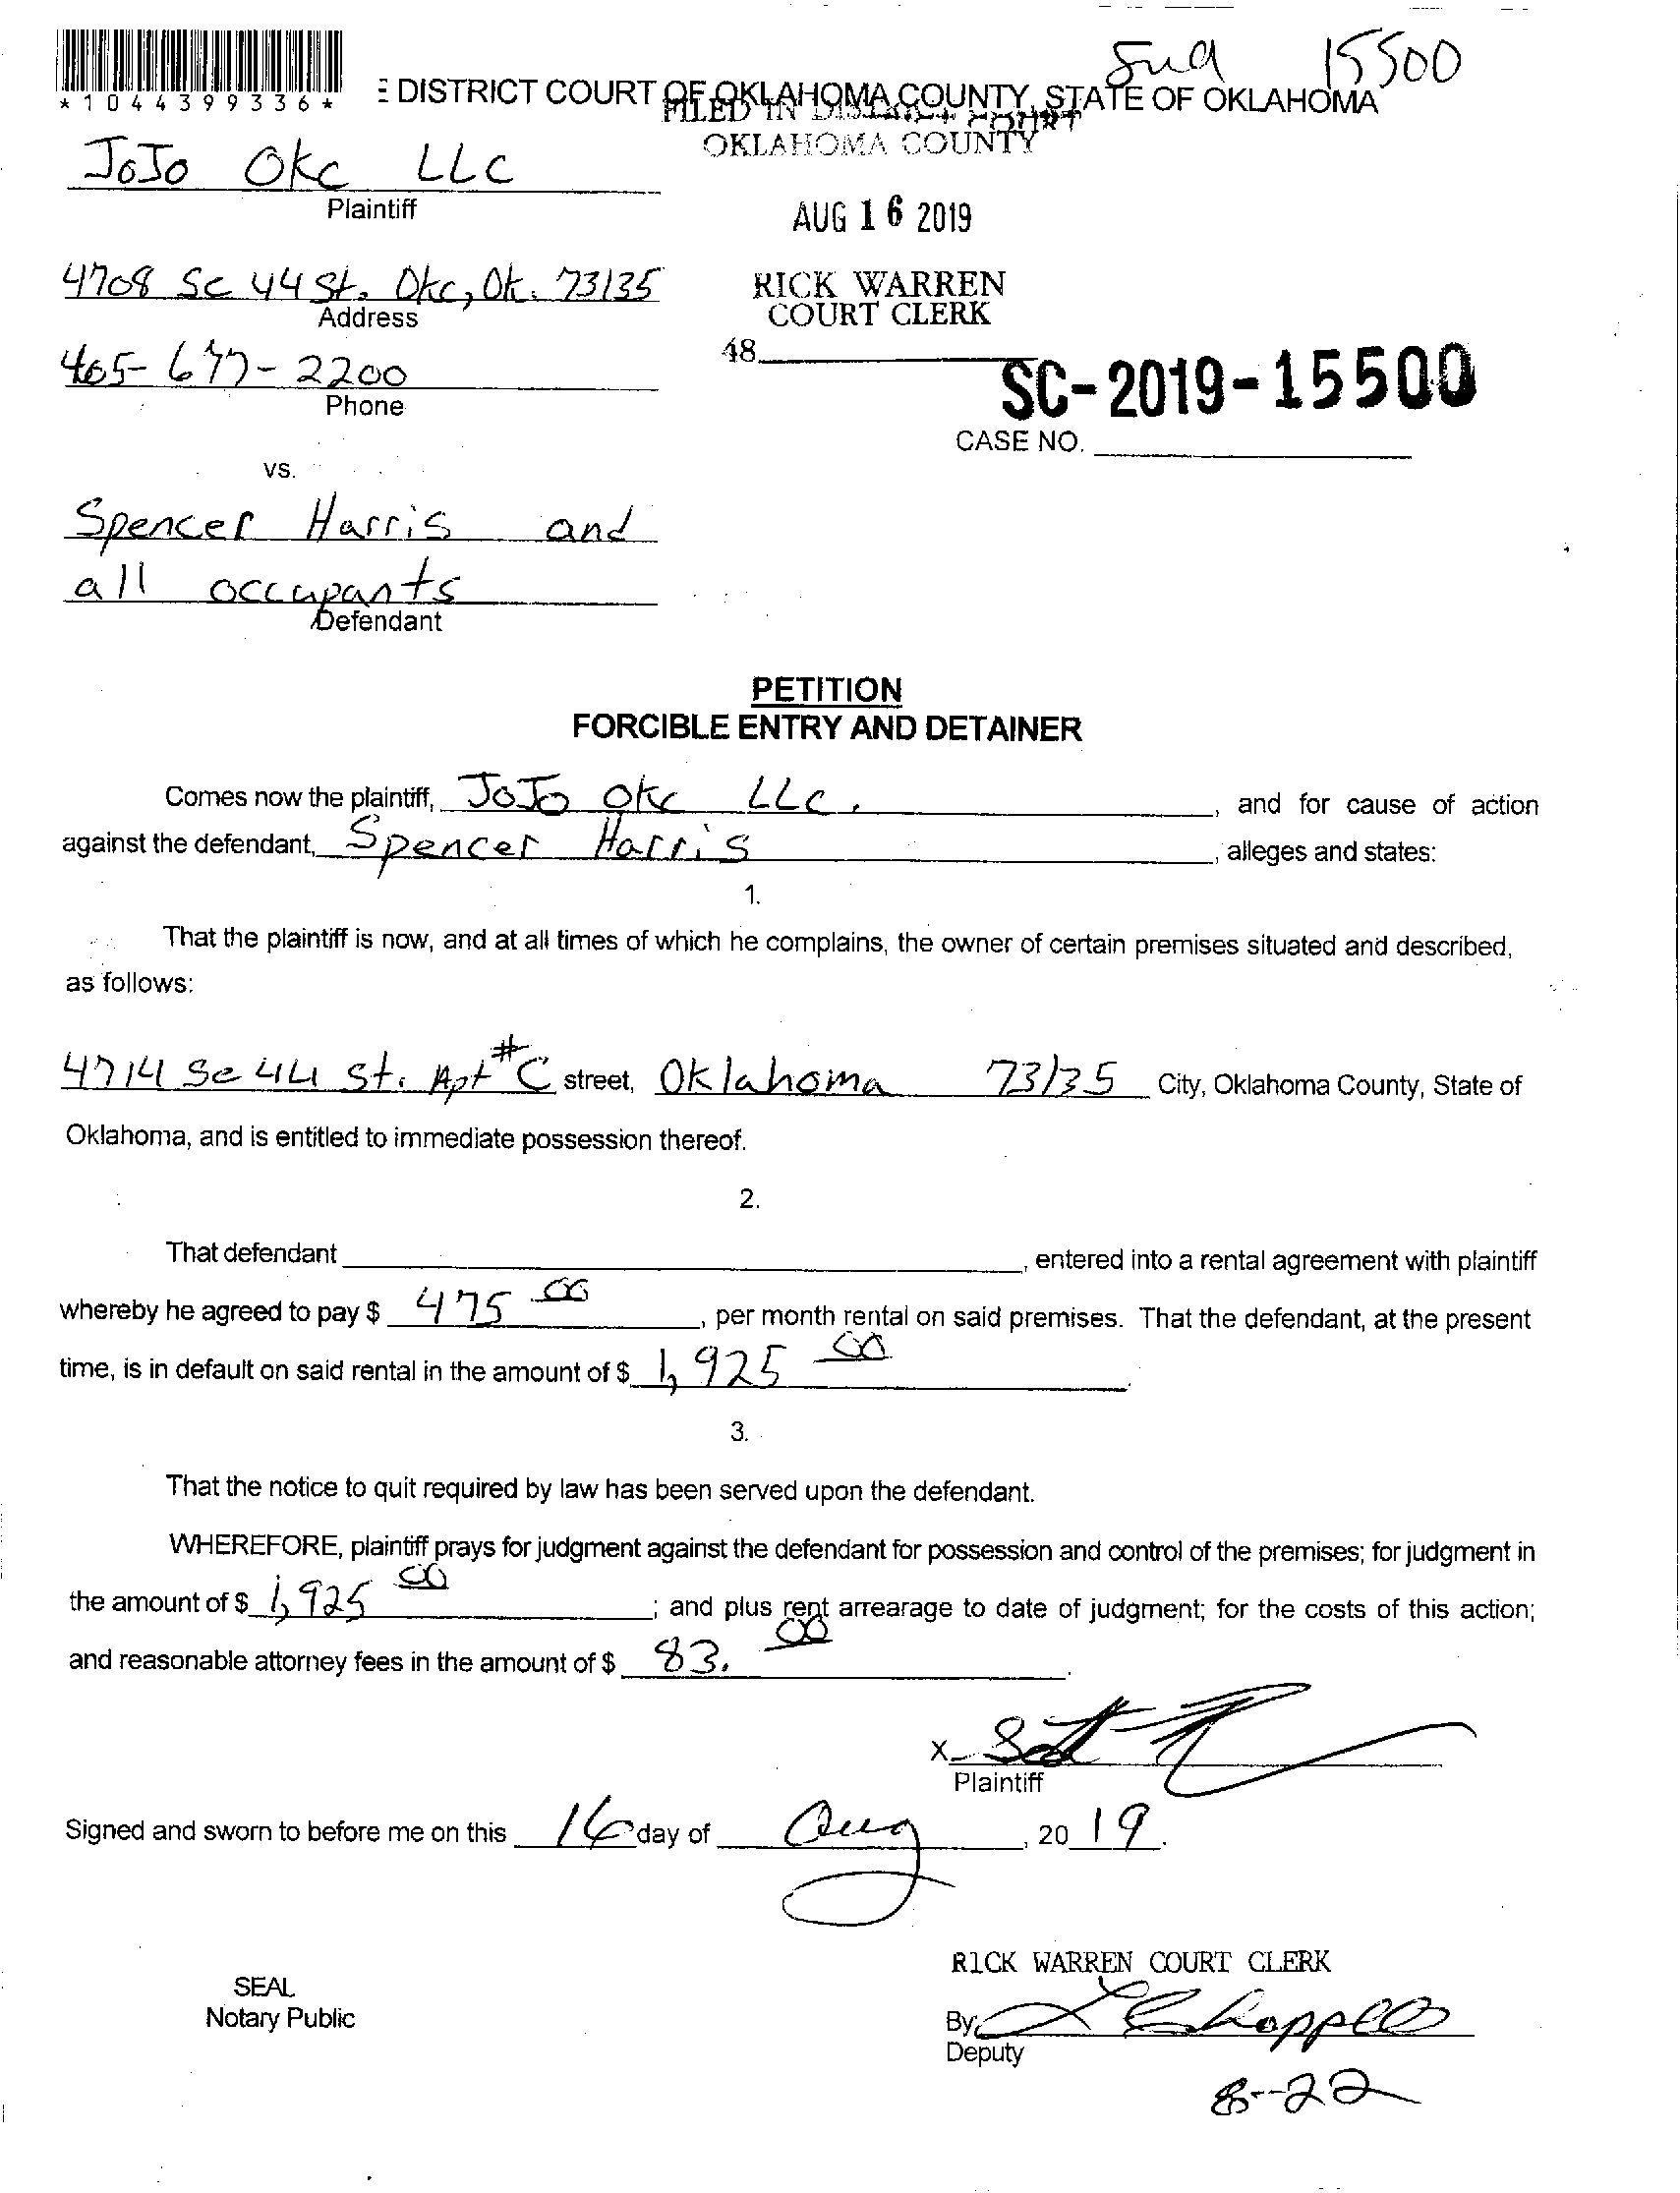 15500
*1044399336*
E DISTRICT COURT OF OKLAHOMA COUNTY, STATE OF OKLAHOMA
FILED IN DISTRICT COURT
OKLAHOMA COUNTY
JoJo Okc LLC
Plaintiff
AUG 16 2019
4708 Se 44 St. Okc, Ok. 73135
Address
RICK WARREN
COURT CLERK
48
405-677-2200
Phone
SC-2019-15500
CASE NO.
vs.
Spencer Harris and
all occupants
Defendant
PETITION
FORCIBLE ENTRY AND DETAINER
Comes now the plaintiff, JoJo Okc LLC. , and for cause of action
against the defendant, Spencer Harris , alleges and states:
1.
That the plaintiff is now, and at all times of which he complains, the owner of certain premises situated and described,
as follows:
4714 Se 44 St. Apt #C street, Oklahoma 73135 City, Oklahoma County, State of
Oklahoma, and is entitled to immediate possession thereof.
2.
That defendant , entered into a rental agreement with plaintiff
whereby he agreed to pay $ 475 00 , per month rental on said premises. That the defendant, at the present
time, is in default on said rental in the amount of $ 1,925 00 .
3.
That the notice to quit required by law has been served upon the defendant.
WHEREFORE, plaintiff prays for judgment against the defendant for possession and control of the premises; for judgment in
the amount of $ 1,925 00 ; and plus rent arrearage to date of judgment; for the costs of this action;
and reasonable attorney fees in the amount of $ 83. 00 .
X
Plaintiff
Signed and sworn to before me on this 16 day of Aug , 20 19.
RICK WARREN COURT CLERK
SEAL
Notary Public
By
Deputy
8-22